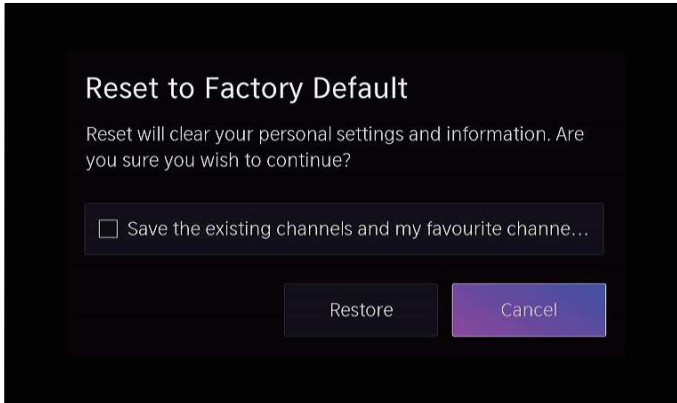 Reset to Factory Default
Reset will clear your personal settings and information. Are
you sure you wish to continue?
Save the existing channels and my favourite channe...
Restore
Cancel